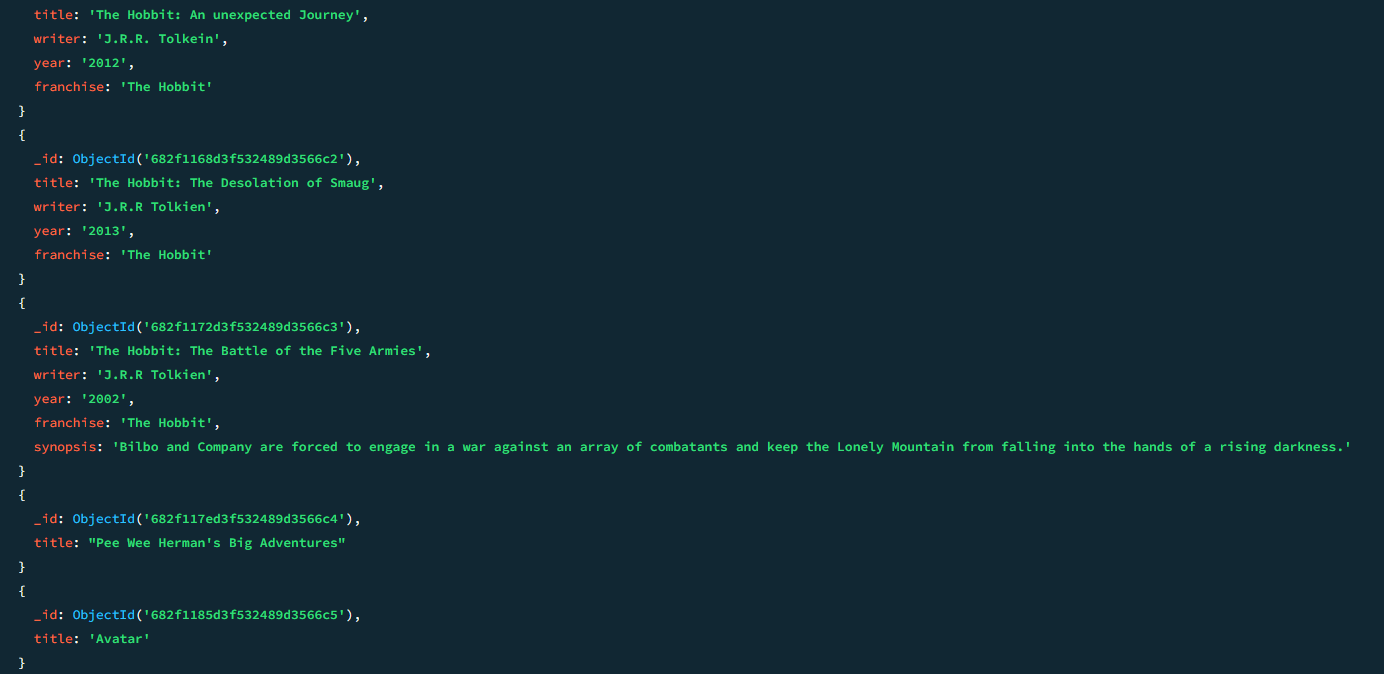 title: 'The Hobbit: An unexpected Journey',
writer: 'J.R.R. Tolkein',
year: '2012',
franchise: 'The Hobbit'
}
{
_id: ObjectId('682f1168d3f532489d3566c2'),
title: 'The Hobbit: The Desolation of Smaug',
writer: 'J.R.R Tolkien',
year: '2013',
franchise: 'The Hobbit'
}
{
_id: ObjectId('682f1172d3f532489d3566c3'),
title: 'The Hobbit: The Battle of the Five Armies',
writer: 'J.R.R Tolkien',
year: '2002',
franchise: 'The Hobbit',
synopsis: 'Bilbo and Company are forced to engage in a war against an array of combatants and keep the Lonely Mountain from falling into the hands of a rising darkness.'
}
{
_id: ObjectId('682f117ed3f532489d3566c4'),
title: "Pee Wee Herman's Big Adventures"
}
{
_id: ObjectId('682f1185d3f532489d3566c5'),
title: 'Avatar'
}